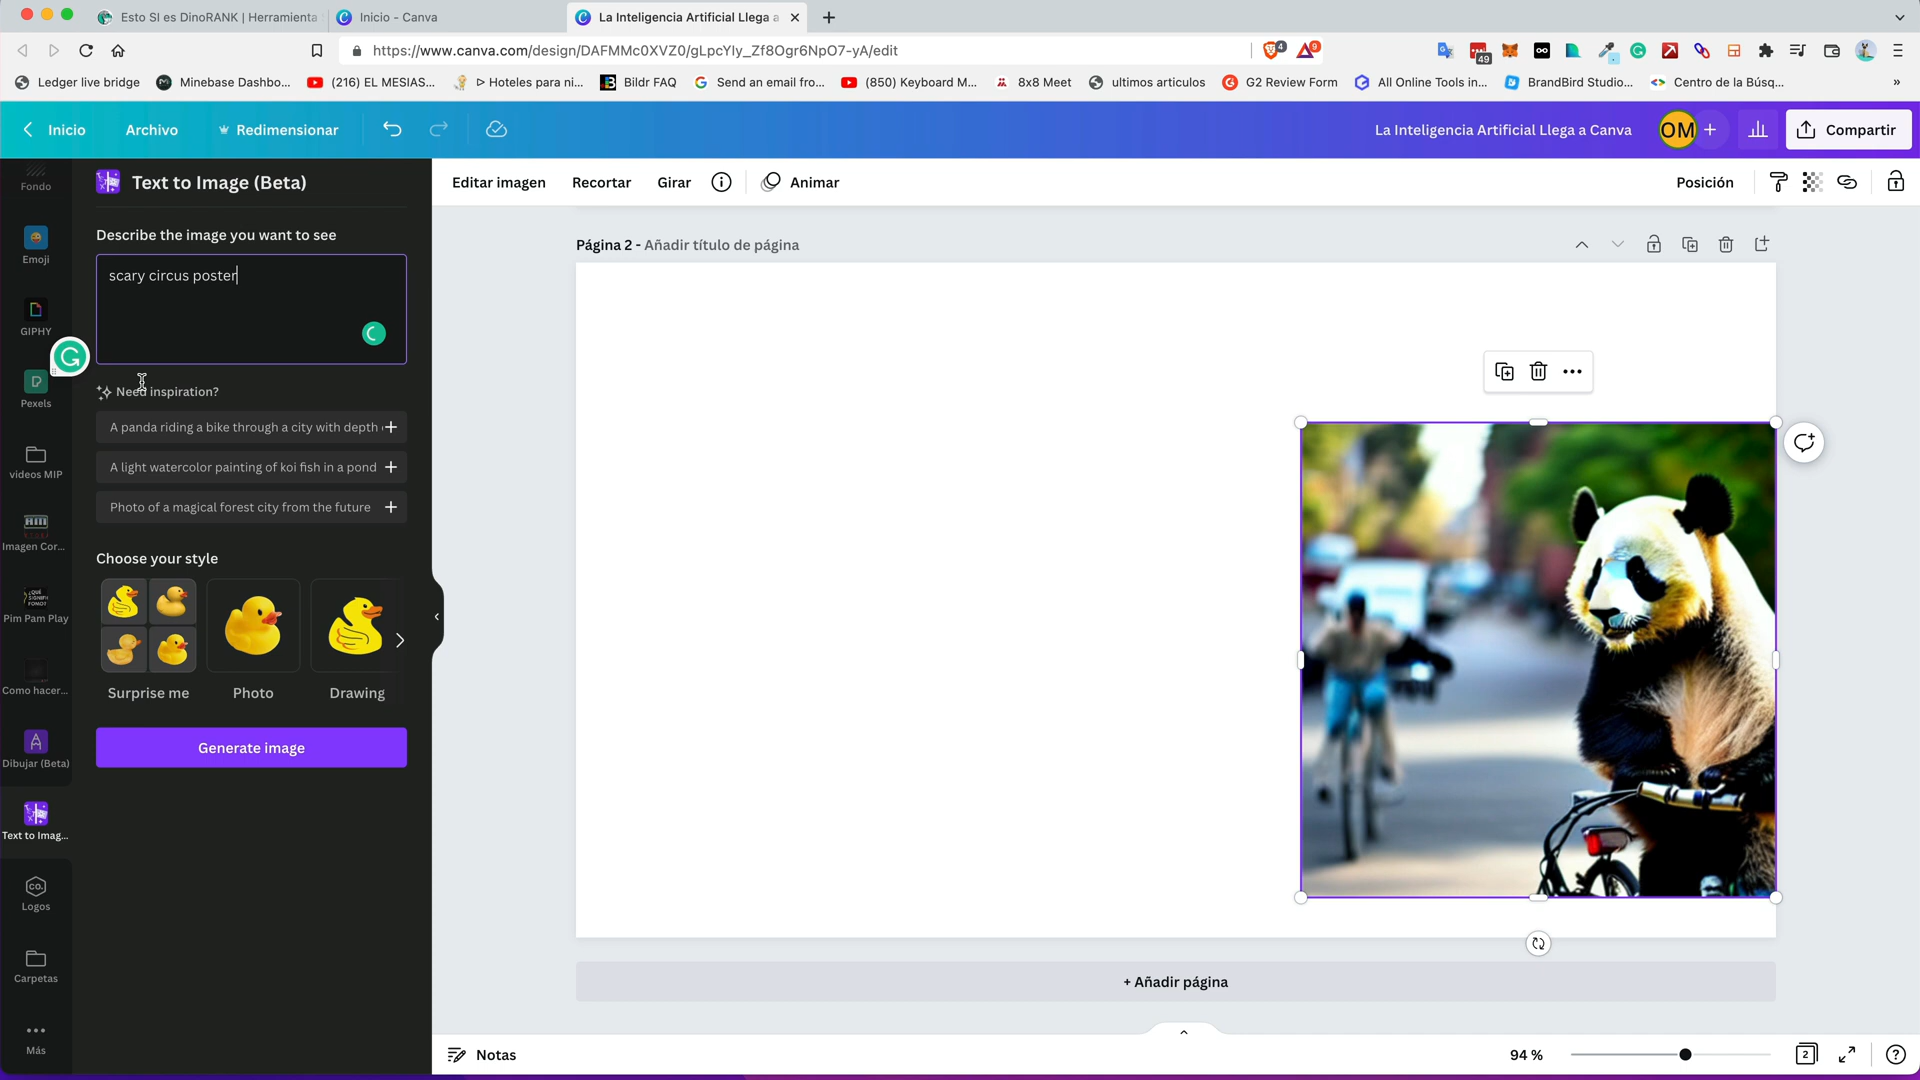 Esto SI es DinoRANK | Herramienta
Inicio - Canva
La Inteligencia Artificial Llega a
https://www.canva.com/design/DAFMMc0XVZ0/gLpcYIy_Zf8Ogr6NpO7-yA/edit
4
9
49
Ledger live bridge
Minebase Dashbo...
(216) EL MESIAS...
ᐅ Hoteles para ni...
Bildr FAQ
Send an email fro...
(850) Keyboard M...
8x8 Meet
ultimos articulos
G2 Review Form
All Online Tools in...
BrandBird Studio...
Centro de la Búsq...
»
Inicio
Archivo
Redimensionar
La Inteligencia Artificial Llega a Canva
OM
Compartir
Fondo
Emoji
GIPHY
Pexels
videos MIP
Imagen Cor...
Pim Pam Play
Como hacer...
Dibujar (Beta)
Text to Imag...
Logos
Carpetas
Más
Text to Image (Beta)
Describe the image you want to see
scary circus poster
Need inspiration?
A panda riding a bike through a city with depth
A light watercolor painting of koi fish in a pond
Photo of a magical forest city from the future
Choose your style
Surprise me
Photo
Drawing
Generate image
Editar imagen
Recortar
Girar
Animar
Posición
Página 2 - Añadir título de página
+ Añadir página
Notas
94 %
2